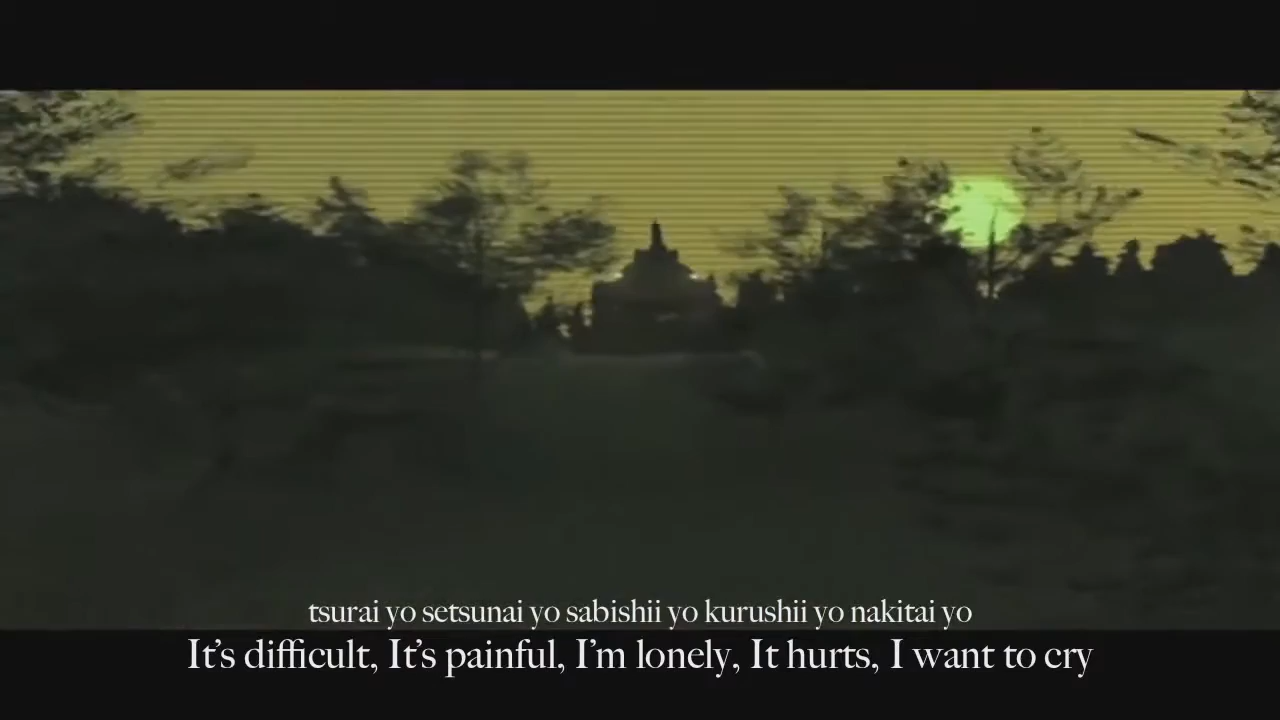 tsurai yo setsunai yo sabishii yo kurushii yo nakitai yo
It's difficult, It's painful, I'm lonely, It hurts, I want to cry